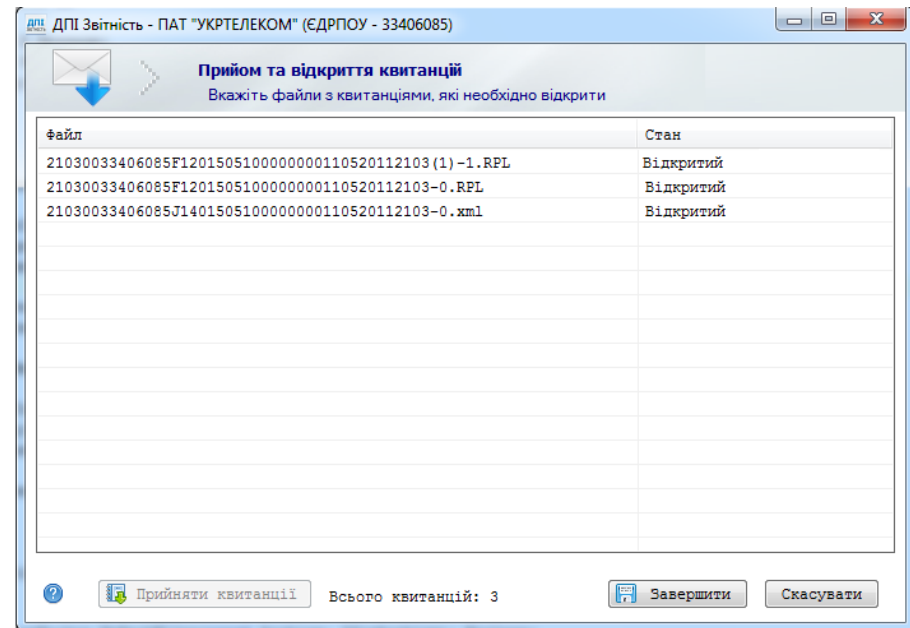 ДПІ Звітність - ПАТ "УКРТЕЛЕКОМ" (ЄДРПОУ - 33406085)
Прийом та відкриття квитанцій
Вкажіть файли з квитанціями, які необхідно відкрити
Файл Стан
21030033406085F1201505100000000110520112103(1)-1.RPL Відкритий
21030033406085F1201505100000000110520112103-0.RPL Відкритий
21030033406085J1401505100000000110520112103-0.xml Відкритий
Прийняти квитанції Всього квитанцій: 3 Завершити Скасувати